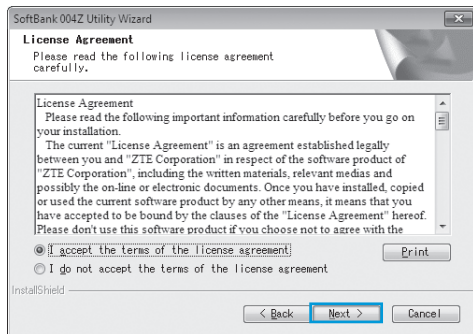 SoftBank 004Z Utility Wizard
License Agreement
Please read the following license agreement
carefully.
License Agreement
Please read the following important information carefully before you go on
your installation.
The current "License Agreement" is an agreement established legally
between you and "ZTE Corporation" in respect of the software product of
"ZTE Corporation", including the written materials, relevant medias and
possibly the on-line or electronic documents. Once you have installed, copied
or used the current software product by any other means, it means that you
have accepted to be bound by the clauses of the "License Agreement" hereof.
Please don't use this software product if you choose not to agree with the
I accept the terms of the license agreement
Print
I do not accept the terms of the license agreement
InstallShield
< Back
Next >
Cancel